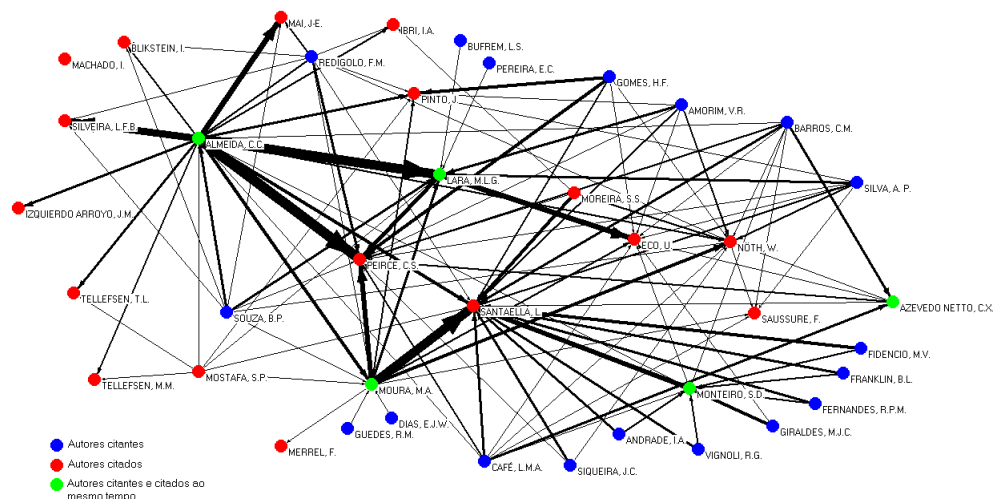 MAI, J-E.
IBRI, I.A.
BLIKSTEIN, I.
BUFREM, L.S.
MACHADO, I.
REDIGOLO, F.M.
PEREIRA, E.C.
GOMES, H.F.
PINTO, J.
AMORIM, V.R.
SILVEIRA, L.F.B.
BARROS, C.M.
ALMEIDA, C.C.
LARA, M.L.G.
SILVA, A. P.
MOREIRA, S.S.
IZQUIERDO ARROYO, J.M.
ECO, U.
NOTH, W.
PEIRCE, C.S.
TELLEFSEN, T.L.
AZEVEDO NETTO, C.X.
SOUZA, B.P.
SANTAELLA, L.
SAUSSURE, F.
FIDENCIO, M.V.
TELLEFSEN, M.M.
MOSTAFA, S.P.
FRANKLIN, B.L.
MOURA, M.A.
MONTEIRO, S.D.
FERNANDES, R.P.M.
DIAS, E.J.W.
GIRALDES, M.J.C.
GUEDES, R.M.
ANDRADE, I.A.
MERREL, F.
VIGNOLI, R.G.
CAFÉ, L.M.A.
SIQUEIRA, J.C.
Autores citantes
Autores citados
Autores citantes e citados ao
mesmo tempo